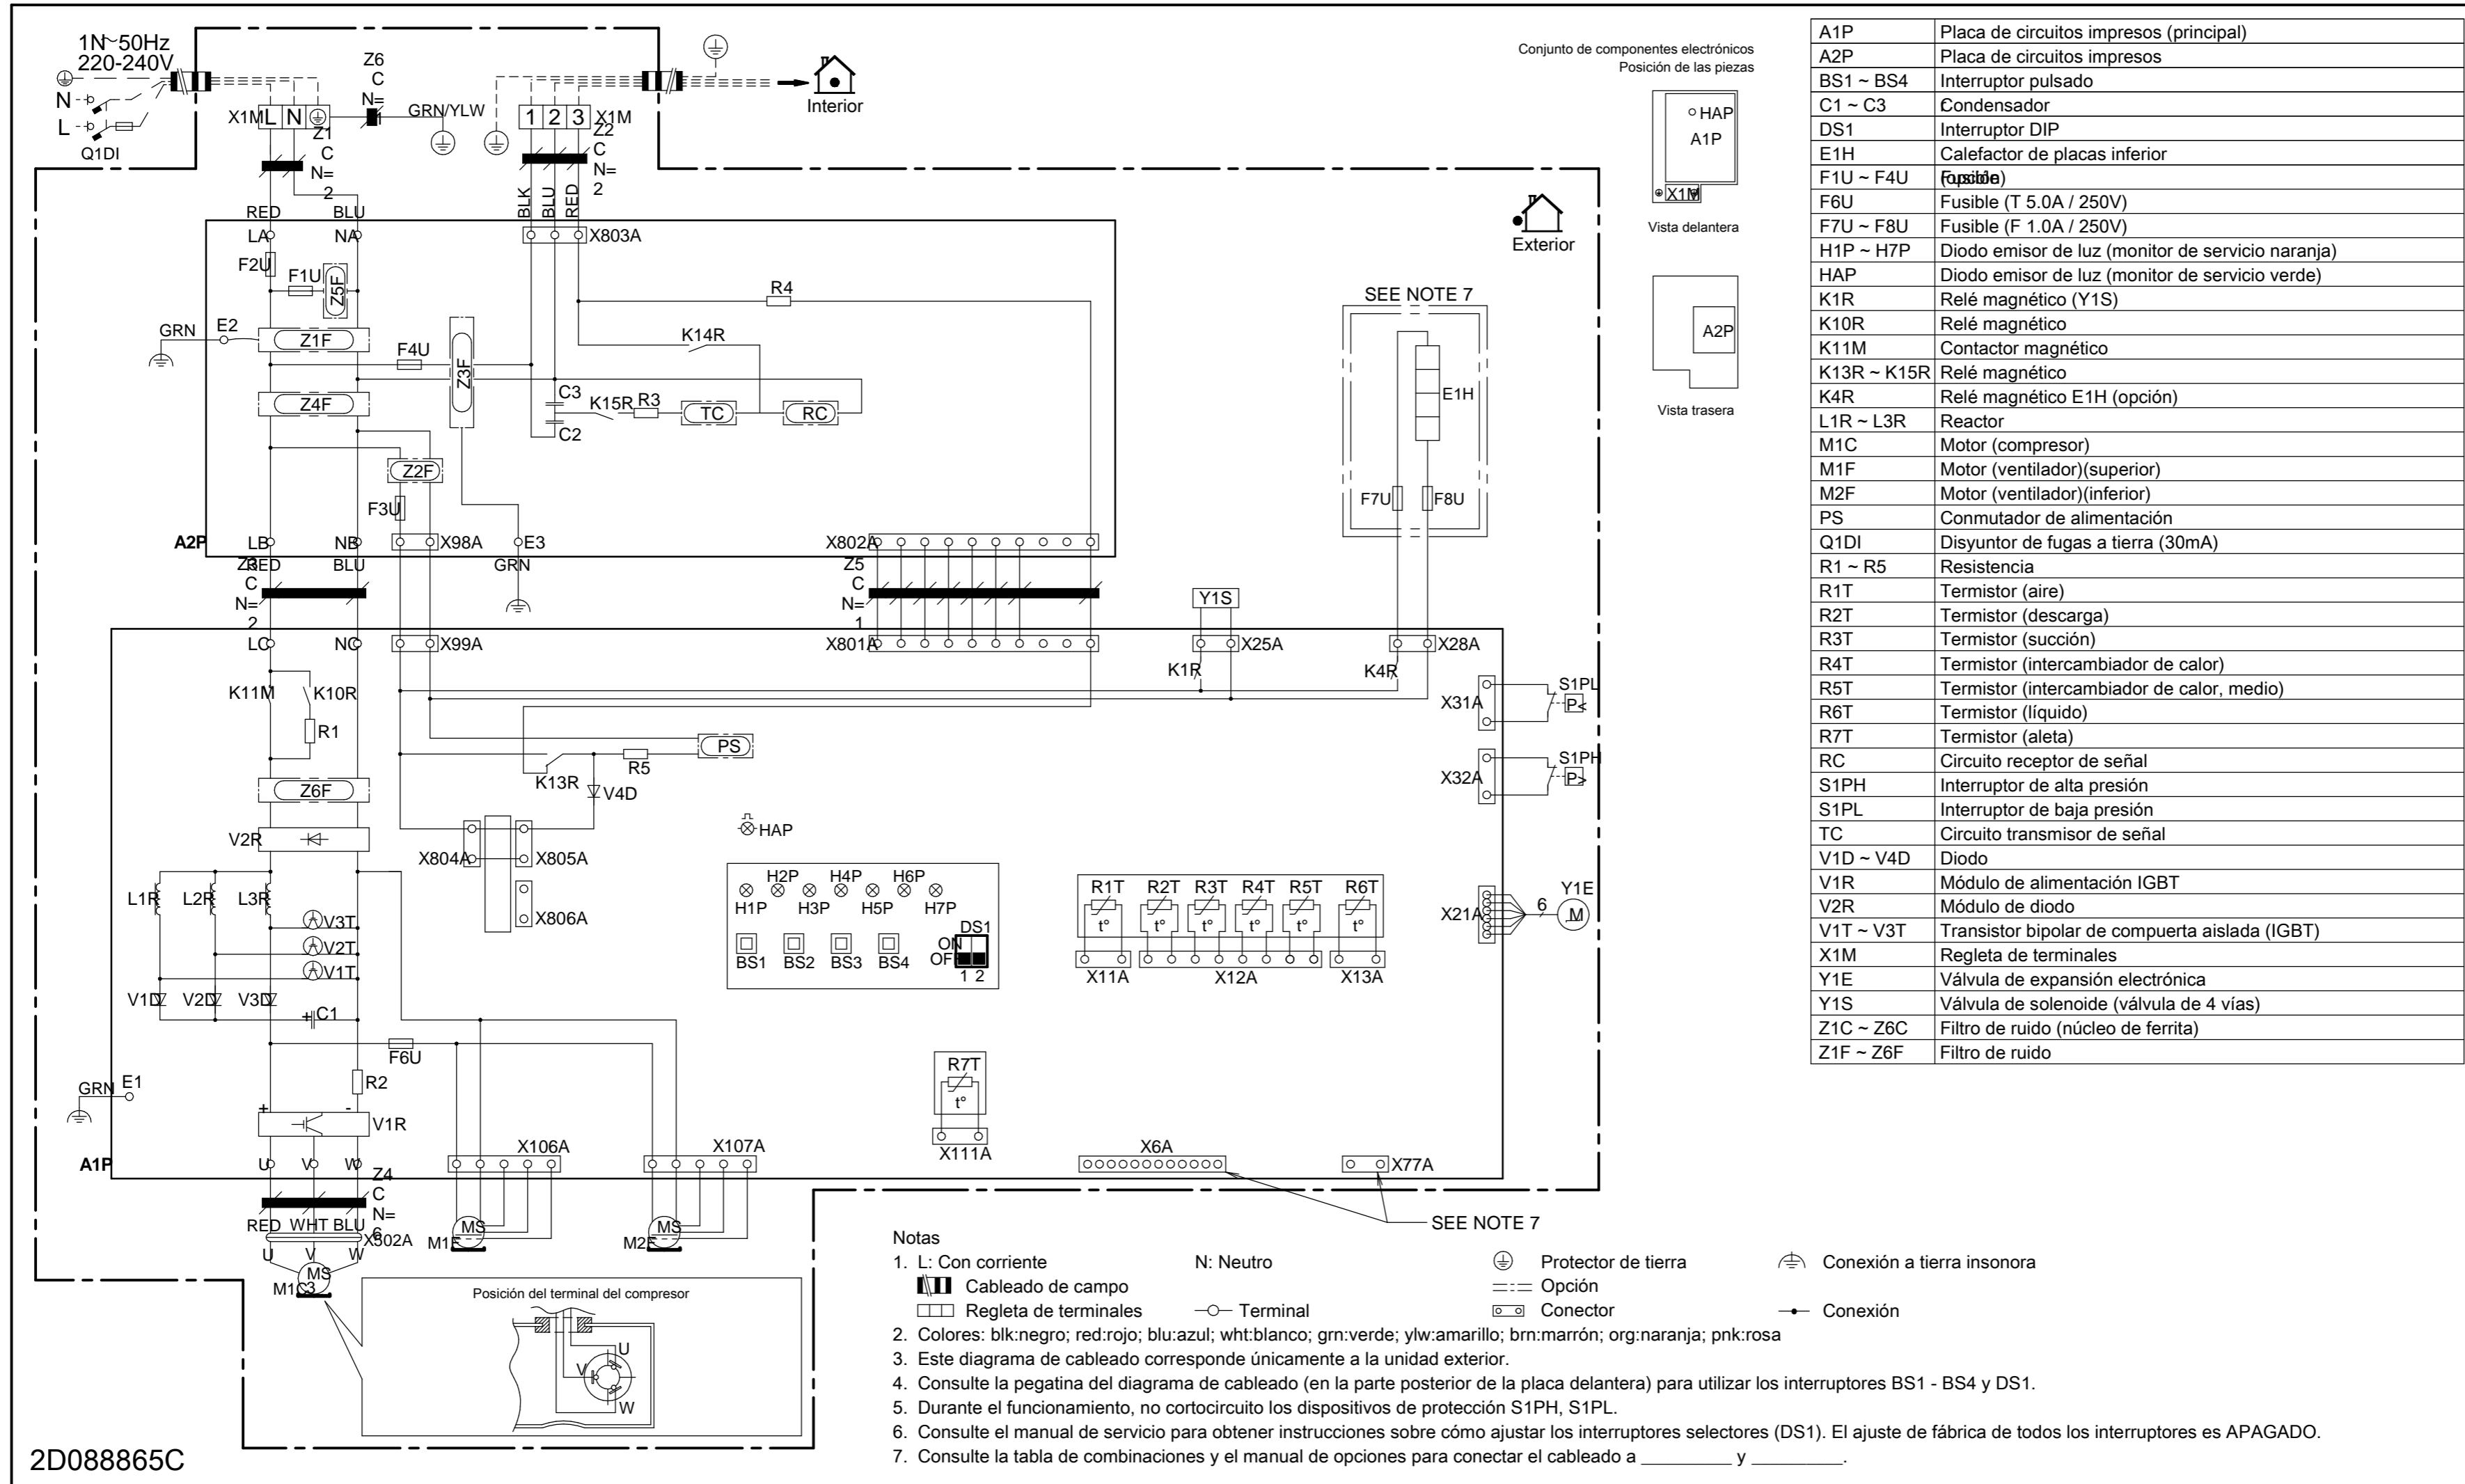 1N~50Hz
220-240V
N
L
Q1DI
X1M
L N
Z6
C
N=
GRN/YLW
Z1
C
N=
2
1 2 3
X1M
Z2
C
N=
2
Interior
RED
BLU
BLK
BLU
RED
LA
NA
X803A
F2U
F1U
Z5F
GRN
E2
Z1F
F4U
Z3F
Z4F
R4
K14R
C3
K15R
R3
TC
RC
C2
Z2F
F3U
A2P
LB
NB
X98A
E3
GRN
X802A
Z3
RED
BLU
C
N=
2
Z5
C
N=
1
Exterior
SEE NOTE 7
E1H
F7U
F8U
Y1S
LC
NC
X99A
X801A
X25A
X28A
K1R
K4R
K11M
K10R
R1
X31A
S1PL
P<
X32A
S1PH
P>
PS
R5
K13R
V4D
Z6F
V2R
X804A
X805A
X806A
HAP
L1R
L2R
L3R
V3T
V2T
V1T
V1D
V2D
V3D
C1
H2P H4P H6P
H1P H3P H5P H7P
DS1
ON
OFF
1 2
BS1 BS2 BS3 BS4
R1T R2T R3T R4T R5T R6T
t° t° t° t° t° t°
X11A X12A X13A
X21A
6
Y1E
M
F6U
R2
GRN
E1
+ -
V1R
R7T
t°
X111A
X106A
X107A
X6A
X77A
A1P
U V W
Z4
C
N=
6
RED WHT BLU
X502A
U V W
MS
M1F
MS
M2F
MS
3
M1C
SEE NOTE 7
Posición del terminal del compresor
U
V
W
2D088865C
Conjunto de componentes electrónicos
Posición de las piezas
HAP
A1P
X1M
Vista delantera
A2P
Vista trasera
A1P Placa de circuitos impresos (principal)
A2P Placa de circuitos impresos
BS1 ~ BS4 Interruptor pulsado
C1 ~ C3 Condensador
DS1 Interruptor DIP
E1H Calefactor de placas inferior
F1U ~ F4U Fusible (opción)
F6U Fusible (T 5.0A / 250V)
F7U ~ F8U Fusible (F 1.0A / 250V)
H1P ~ H7P Diodo emisor de luz (monitor de servicio naranja)
HAP Diodo emisor de luz (monitor de servicio verde)
K1R Relé magnético (Y1S)
K10R Relé magnético
K11M Contactor magnético
K13R ~ K15R Relé magnético
K4R Relé magnético E1H (opción)
L1R ~ L3R Reactor
M1C Motor (compresor)
M1F Motor (ventilador)(superior)
M2F Motor (ventilador)(inferior)
PS Conmutador de alimentación
Q1DI Disyuntor de fugas a tierra (30mA)
R1 ~ R5 Resistencia
R1T Termistor (aire)
R2T Termistor (descarga)
R3T Termistor (succión)
R4T Termistor (intercambiador de calor)
R5T Termistor (intercambiador de calor, medio)
R6T Termistor (líquido)
R7T Termistor (aleta)
RC Circuito receptor de señal
S1PH Interruptor de alta presión
S1PL Interruptor de baja presión
TC Circuito transmisor de señal
V1D ~ V4D Diodo
V1R Módulo de alimentación IGBT
V2R Módulo de diodo
V1T ~ V3T Transistor bipolar de compuerta aislada (IGBT)
X1M Regleta de terminales
Y1E Válvula de expansión electrónica
Y1S Válvula de solenoide (válvula de 4 vías)
Z1C ~ Z6C Filtro de ruido (núcleo de ferrita)
Z1F ~ Z6F Filtro de ruido
Notas
1. L: Con corriente N: Neutro Protector de tierra Conexión a tierra insonora
Cableado de campo Opción
Regleta de terminales Terminal Conector Conexión
2. Colores: blk:negro; red:rojo; blu:azul; wht:blanco; grn:verde; ylw:amarillo; brn:marrón; org:naranja; pnk:rosa
3. Este diagrama de cableado corresponde únicamente a la unidad exterior.
4. Consulte la pegatina del diagrama de cableado (en la parte posterior de la placa delantera) para utilizar los interruptores BS1 - BS4 y DS1.
5. Durante el funcionamiento, no cortocircuito los dispositivos de protección S1PH, S1PL.
6. Consulte el manual de servicio para obtener instrucciones sobre cómo ajustar los interruptores selectores (DS1). El ajuste de fábrica de todos los interruptores es APAGADO.
7. Consulte la tabla de combinaciones y el manual de opciones para conectar el cableado a _________ y _________.